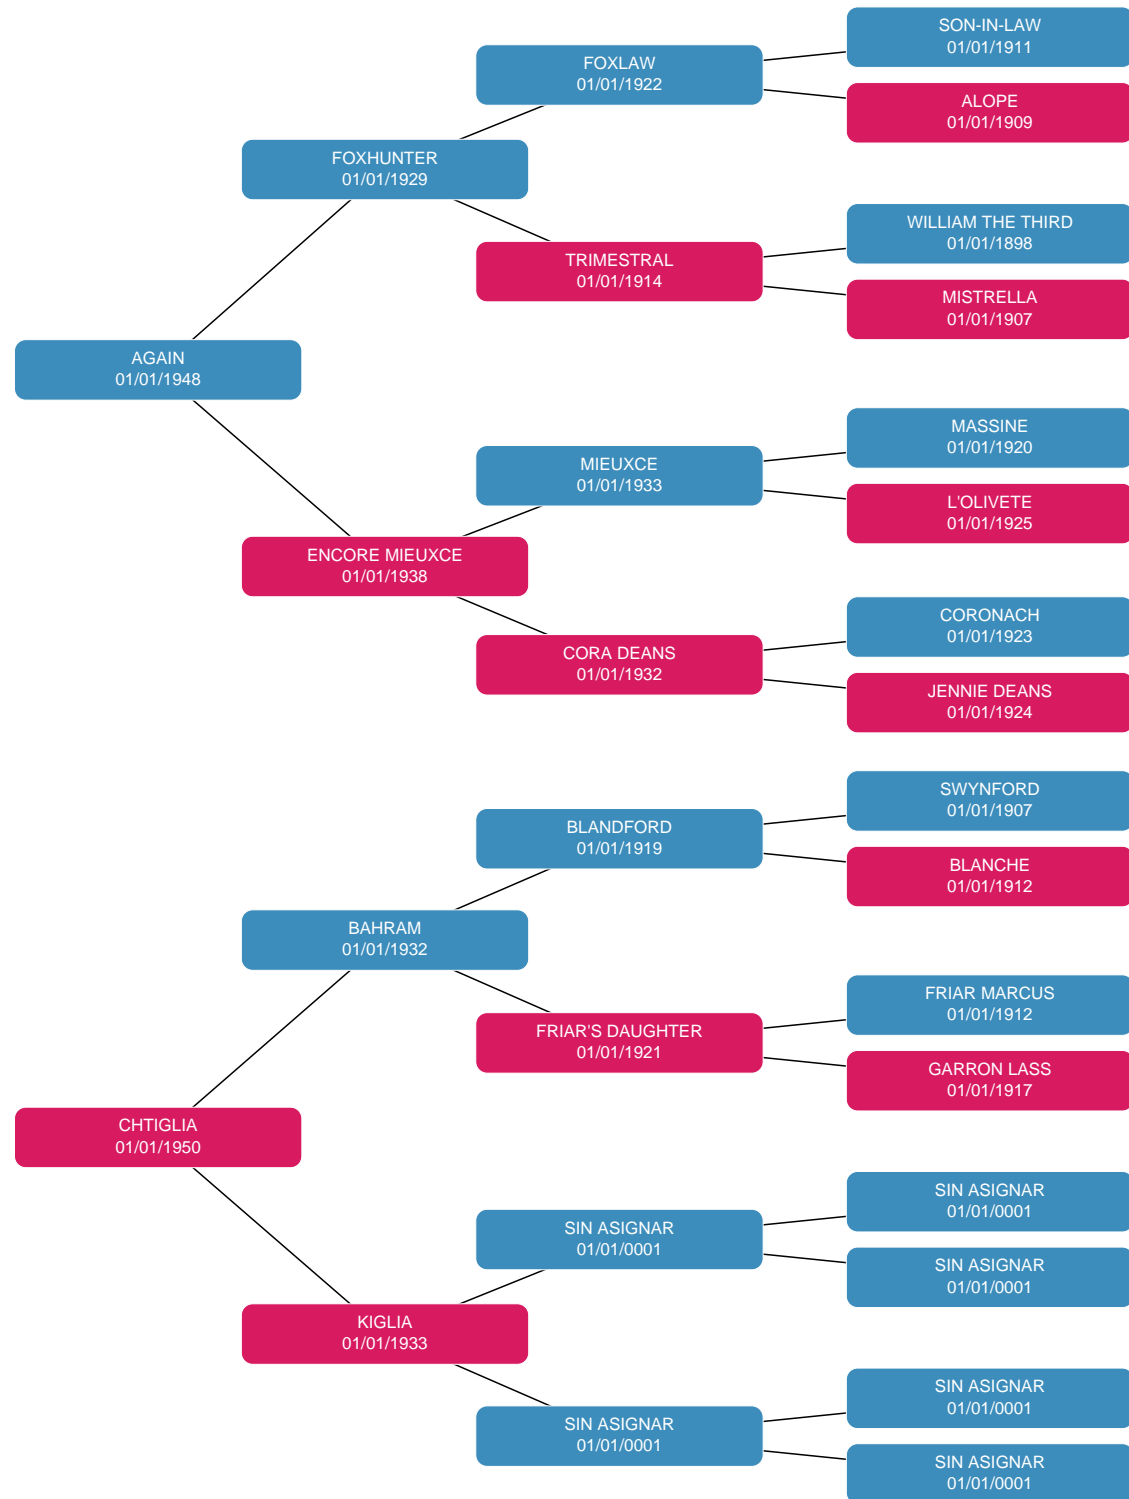 SON-IN-LAW
01/01/1911
FOXLAW
01/01/1922
ALOPE
01/01/1909
FOXHUNTER
01/01/1929
WILLIAM THE THIRD
01/01/1898
TRIMESTRAL
01/01/1914
MISTRELLA
01/01/1907
AGAIN
01/01/1948
MASSINE
01/01/1920
MIEUXCE
01/01/1933
L'OLIVETE
01/01/1925
ENCORE MIEUXCE
01/01/1938
CORONACH
01/01/1923
CORA DEANS
01/01/1932
JENNIE DEANS
01/01/1924
SWYNFORD
01/01/1907
BLANDFORD
01/01/1919
BLANCHE
01/01/1912
BAHRAM
01/01/1932
FRIAR MARCUS
01/01/1912
FRIAR'S DAUGHTER
01/01/1921
GARRON LASS
01/01/1917
CHTIGLIA
01/01/1950
SIN ASIGNAR
01/01/0001
SIN ASIGNAR
01/01/0001
SIN ASIGNAR
01/01/0001
KIGLIA
01/01/1933
SIN ASIGNAR
01/01/0001
SIN ASIGNAR
01/01/0001
SIN ASIGNAR
01/01/0001